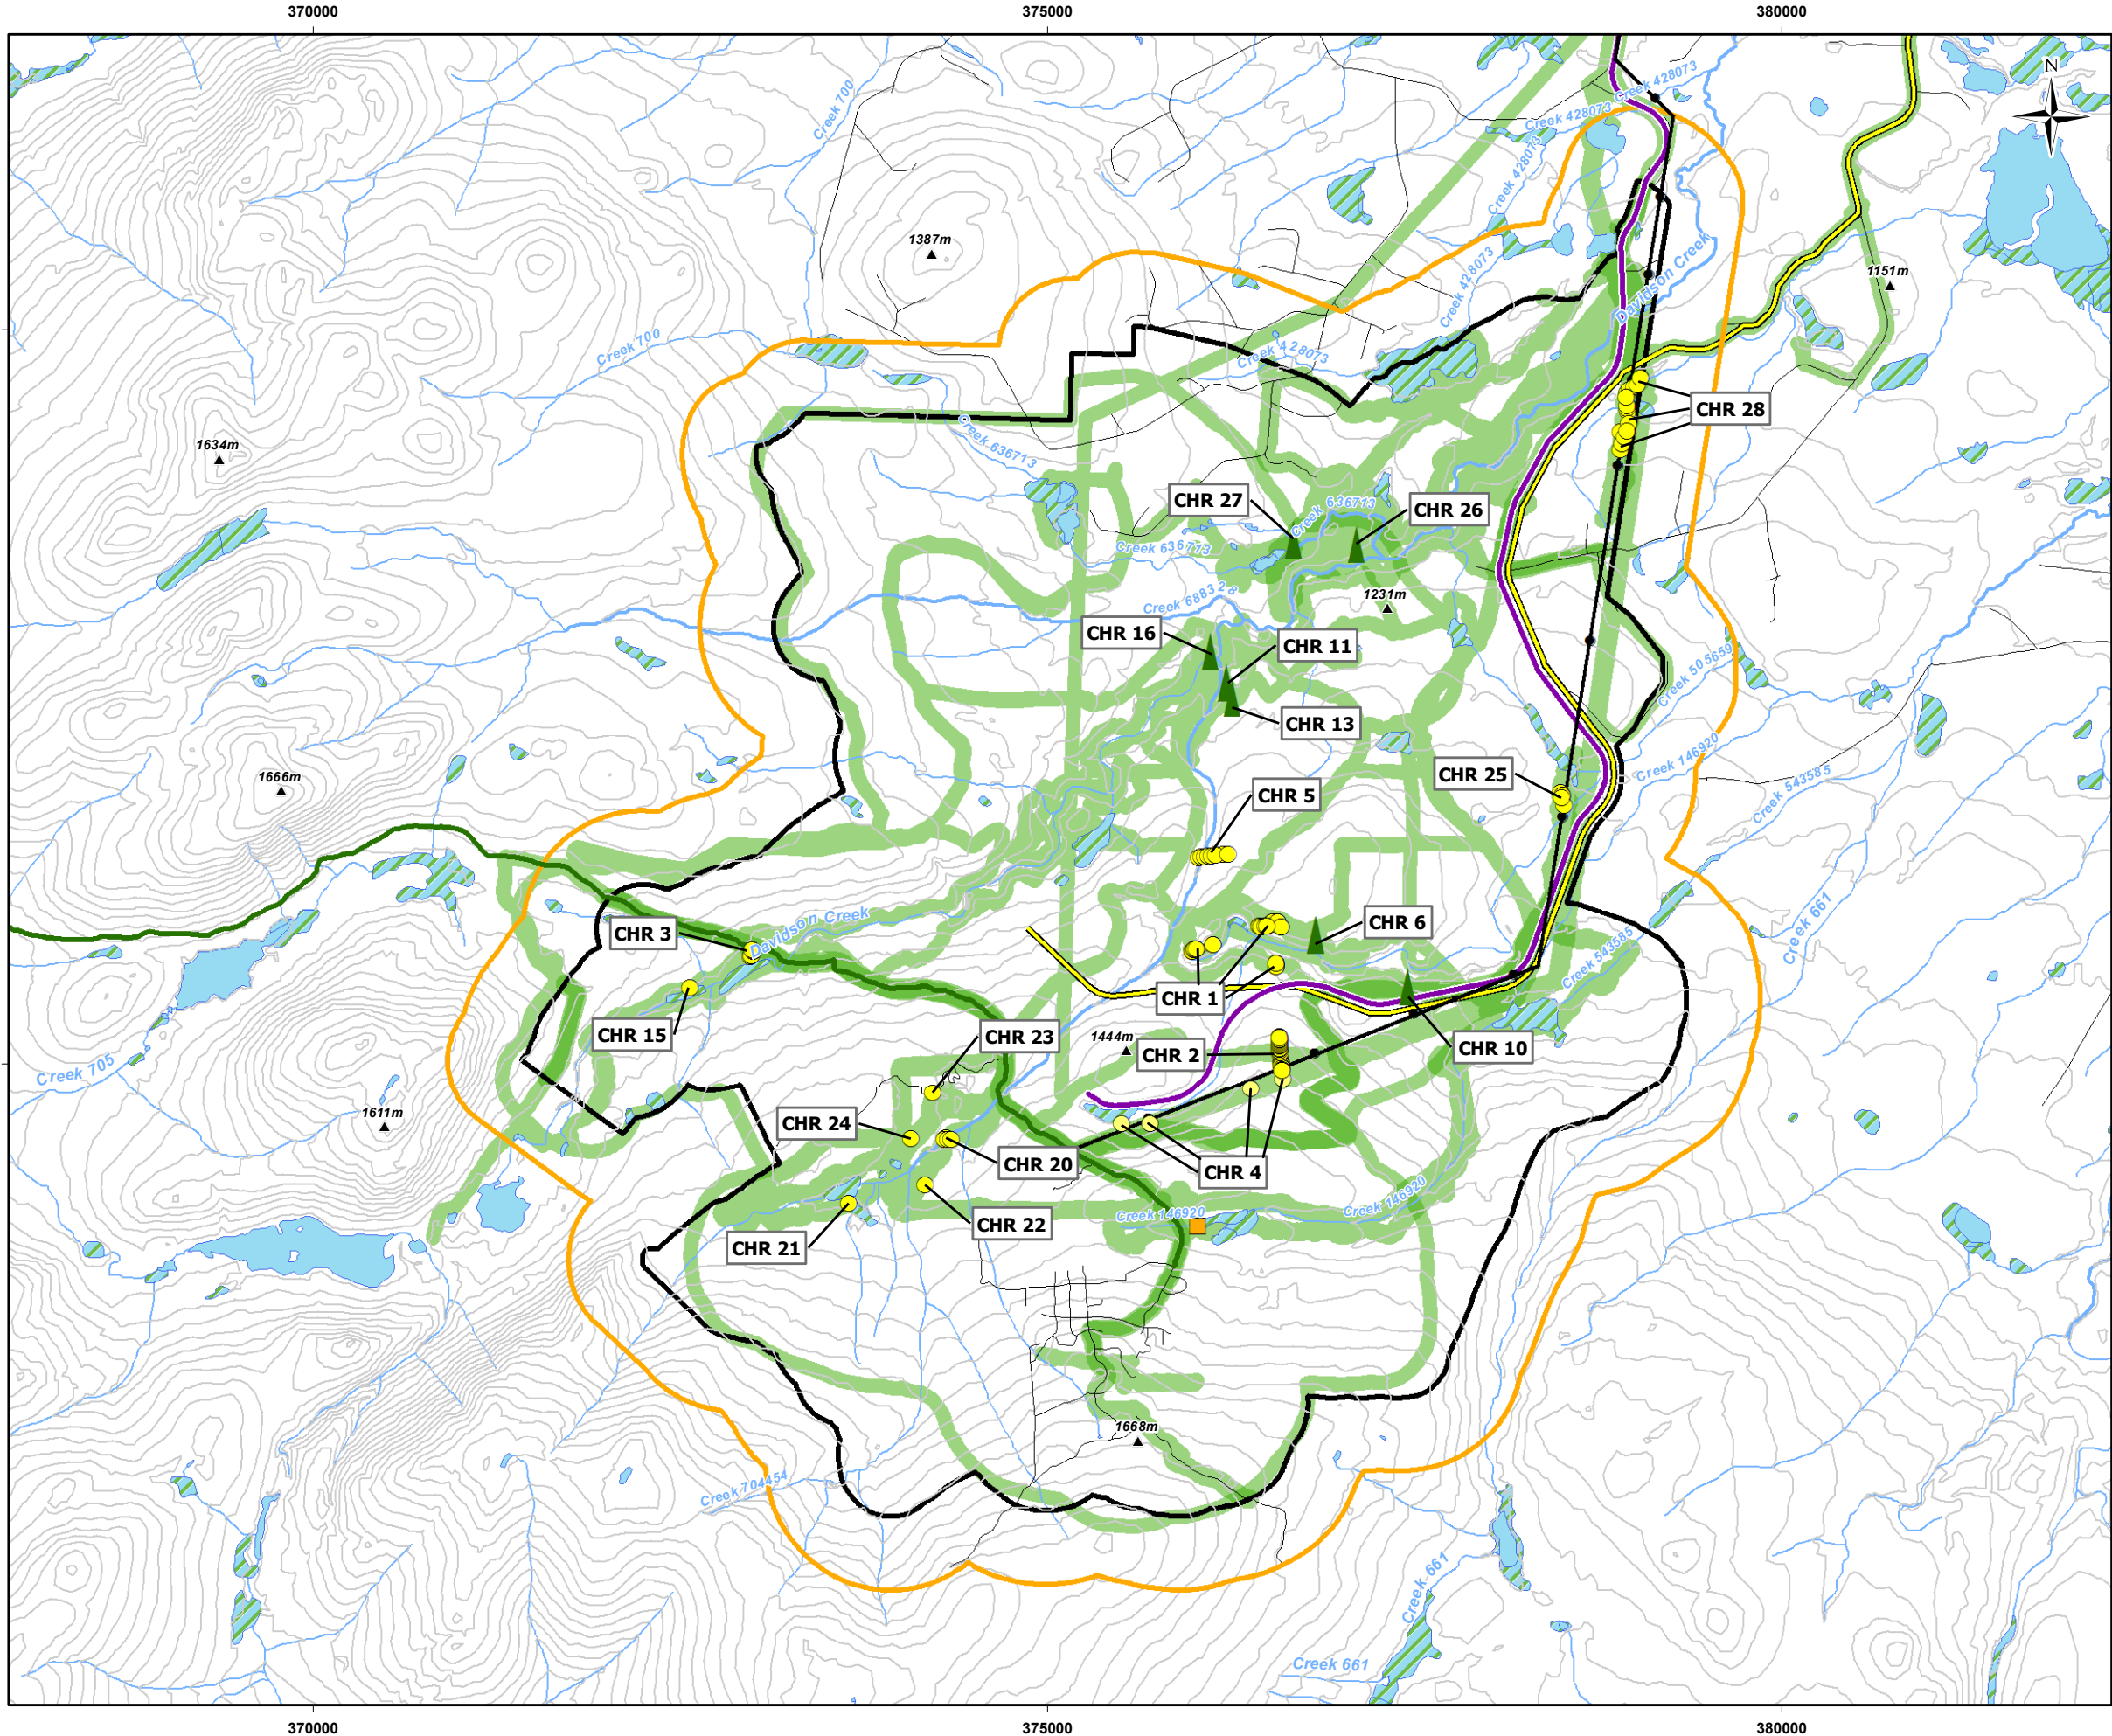 370000
375000
380000
N
Creek 428073
Creek 700
Creek 428073
Creek 428073
1387m
Davidson Creek
1151m
Creek 428073
Creek 700
Creek 428073
CHR 28
Creek 636713
1634m
CHR 27
636713
CHR 26
Creek
Creek 636713
1231m
Creek 688328
CHR 16
CHR 11
Creek 505659
CHR 13
Creek 146920
1666m
CHR 25
Creek 543585
CHR 5
Davidson Creek
CHR 6
Creek 661
CHR 3
Creek 543585
CHR 1
CHR 15
CHR 23
1444m
CHR 2
CHR 10
Creek 705
1611m
CHR 24
CHR 20
CHR 4
Creek 146920
Creek 146920
CHR 22
CHR 21
1668m
Creek 704454
Creek 661
Creek 661
370000
375000
380000